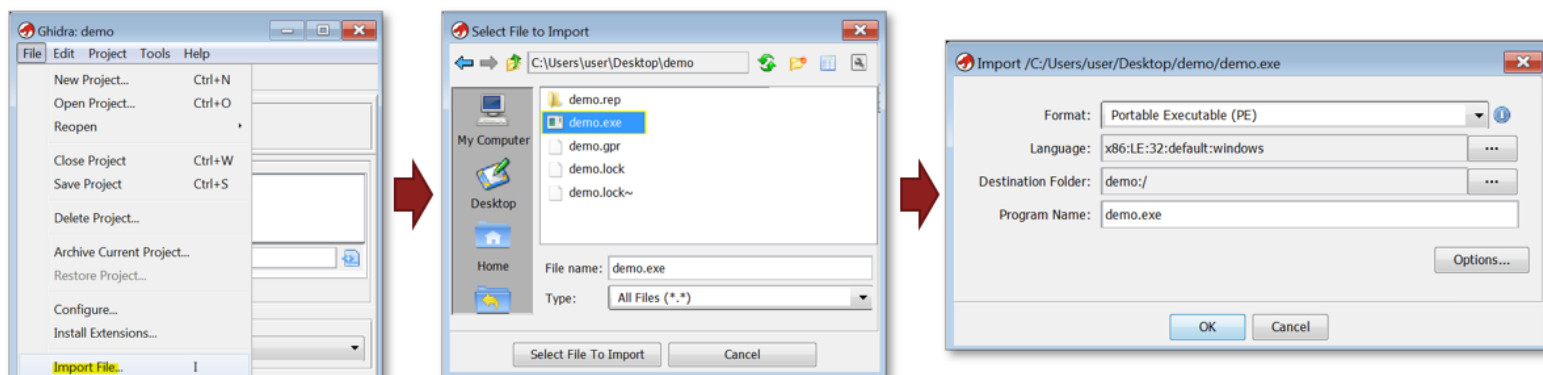 Ghidra: demo
File Edit Project Tools Help
New Project... Ctrl+N
Open Project... Ctrl+O
Reopen
Close Project Ctrl+W
Save Project Ctrl+S
Delete Project...
Archive Current Project...
Restore Project...
Configure...
Install Extensions...
Import File... I
Select File to Import
C:\Users\user\Desktop\demo
My Computer
Desktop
Home
demo.rep
demo.exe
demo.gpr
demo.lock
demo.lock~
File name: demo.exe
Type: All Files (*.*)
Select File To Import Cancel
Import /C:/Users/user/Desktop/demo/demo.exe
Format: Portable Executable (PE)
Language: x86:LE:32:default:windows ...
Destination Folder: demo:/ ...
Program Name: demo.exe
Options...
OK Cancel